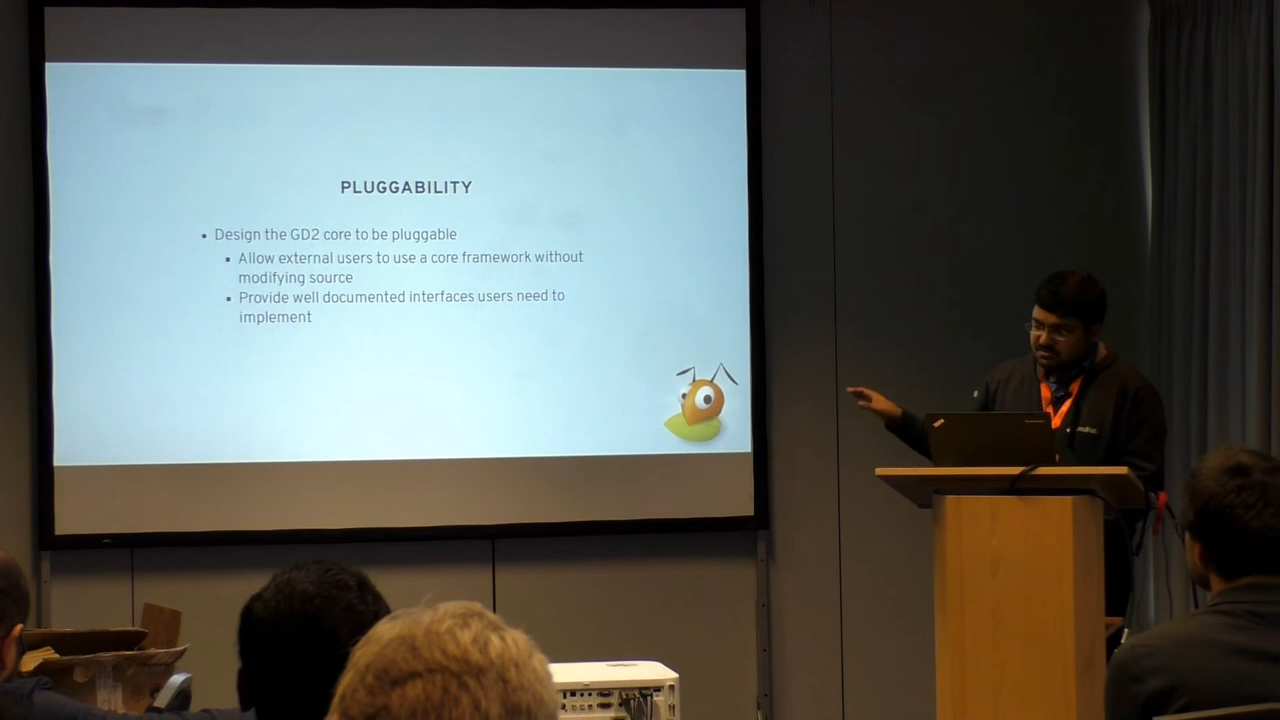 PLUGGABILITY
• Design the GD2 core to be pluggable
▪ Allow external users to use a core framework without
modifying source
▪ Provide well documented interfaces users need to
implement